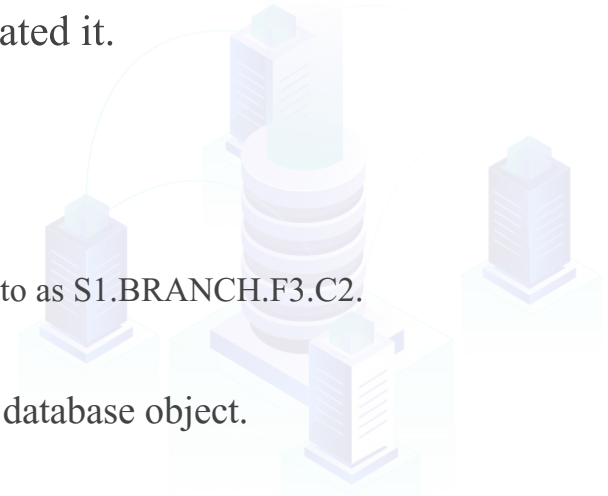 ated it.
to as S1.BRANCH.F3.C2.
database object.